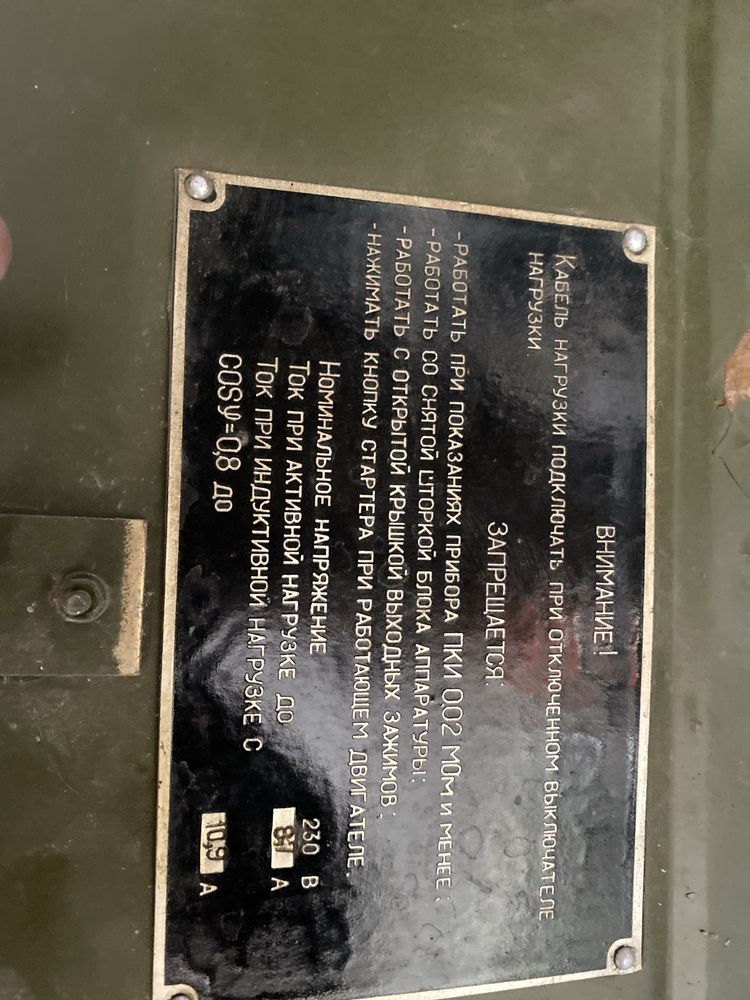 ВНИМАНИЕ!
КАБЕЛЬ НАГРУЗКИ ПОДКЛЮЧАТЬ ПРИ ОТКЛЮЧЕННОМ ВЫКЛЮЧАТЕЛЕ
НАГРУЗКИ.
ЗАПРЕЩАЕТСЯ:
-РАБОТАТЬ ПРИ ПОКАЗАНИЯХ ПРИБОРА ПКИ 0,02 МОм И МЕНЕЕ;
-РАБОТАТЬ СО СНЯТОЙ ШТОРКОЙ БЛОКА АППАРАТУРЫ;
-РАБОТАТЬ С ОТКРЫТОЙ КРЫШКОЙ ВЫХОДНЫХ ЗАЖИМОВ;
-НАЖИМАТЬ КНОПКУ СТАРТЕРА ПРИ РАБОТАЮЩЕМ ДВИГАТЕЛЕ.
НОМИНАЛЬНОЕ НАПРЯЖЕНИЕ 230 В
ТОК ПРИ АКТИВНОЙ НАГРУЗКЕ ДО 8,7 А
ТОК ПРИ ИНДУКТИВНОЙ НАГРУЗКЕ С
COSφ=0,8 ДО 10,9 А